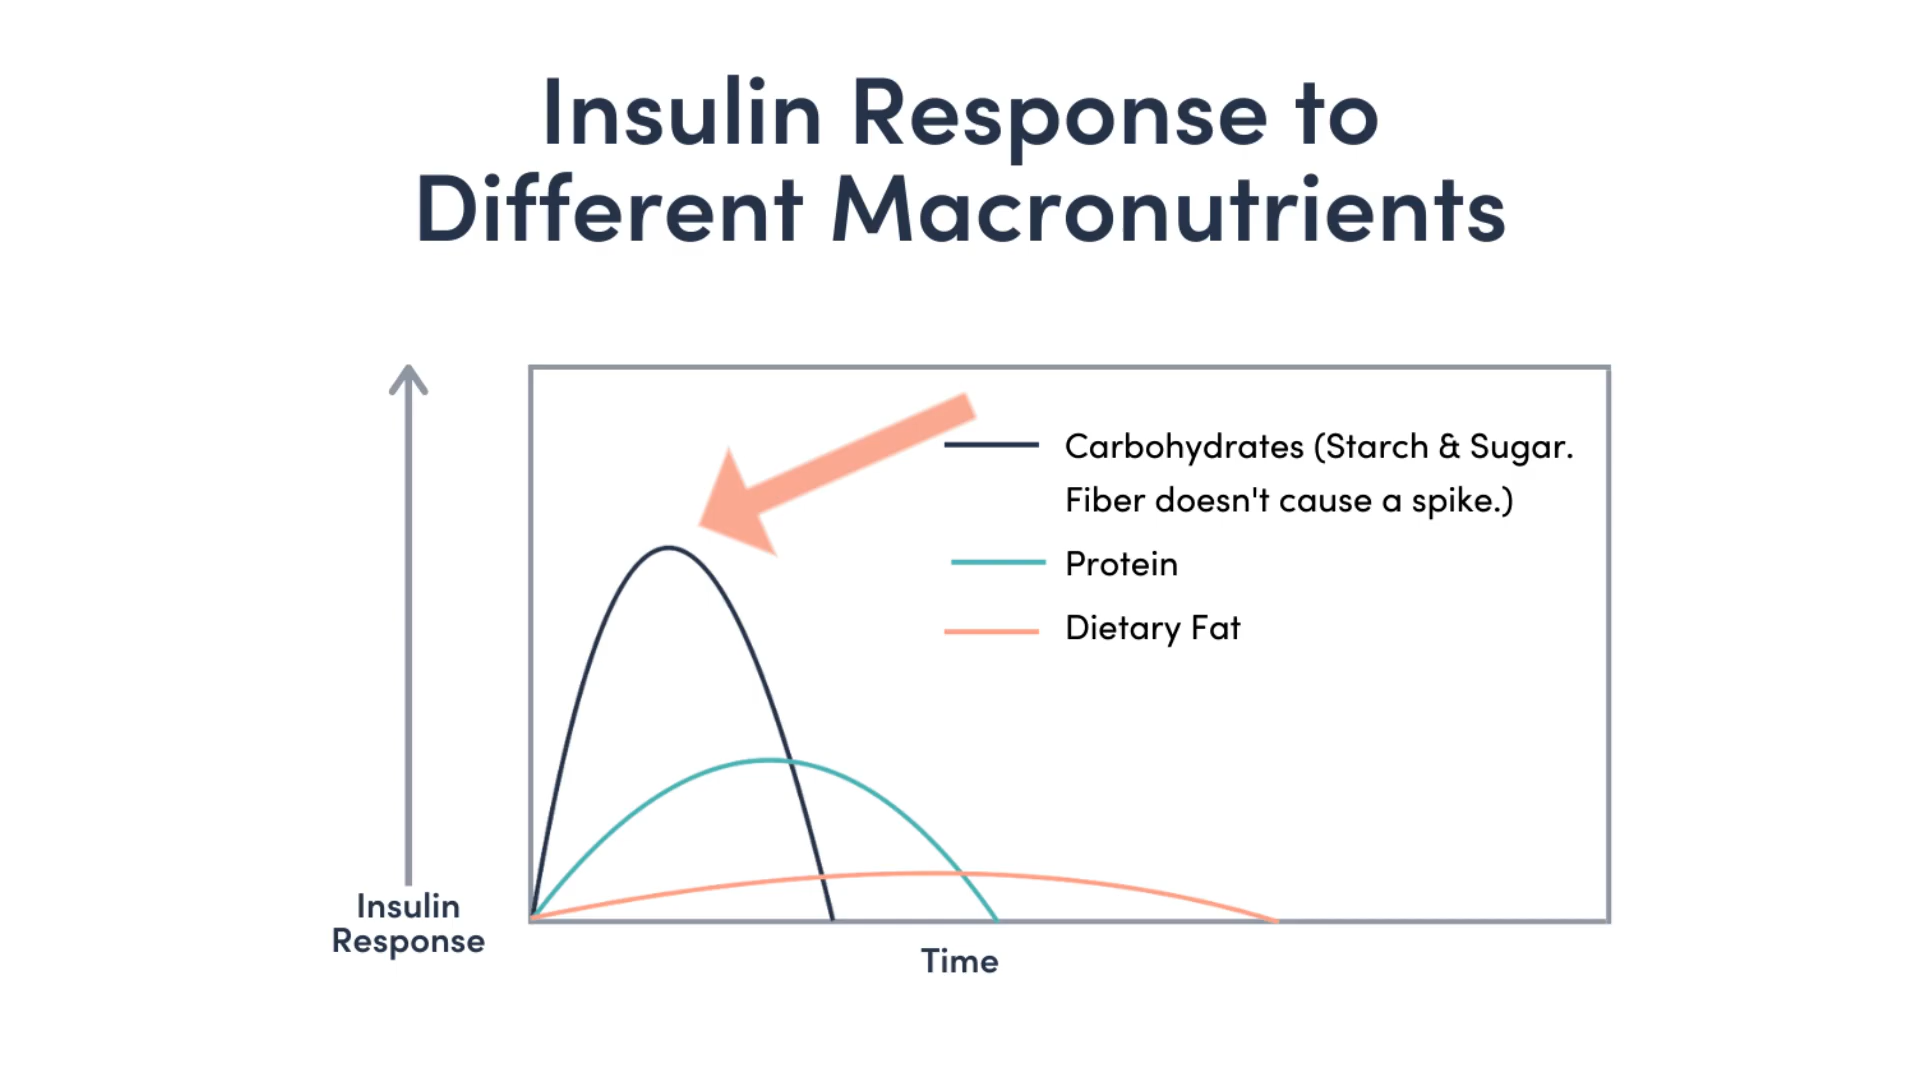 Insulin Response to
Different Macronutrients
Carbohydrates (Starch & Sugar.
Fiber doesn't cause a spike.)
Protein
Dietary Fat
Insulin
Response
Time